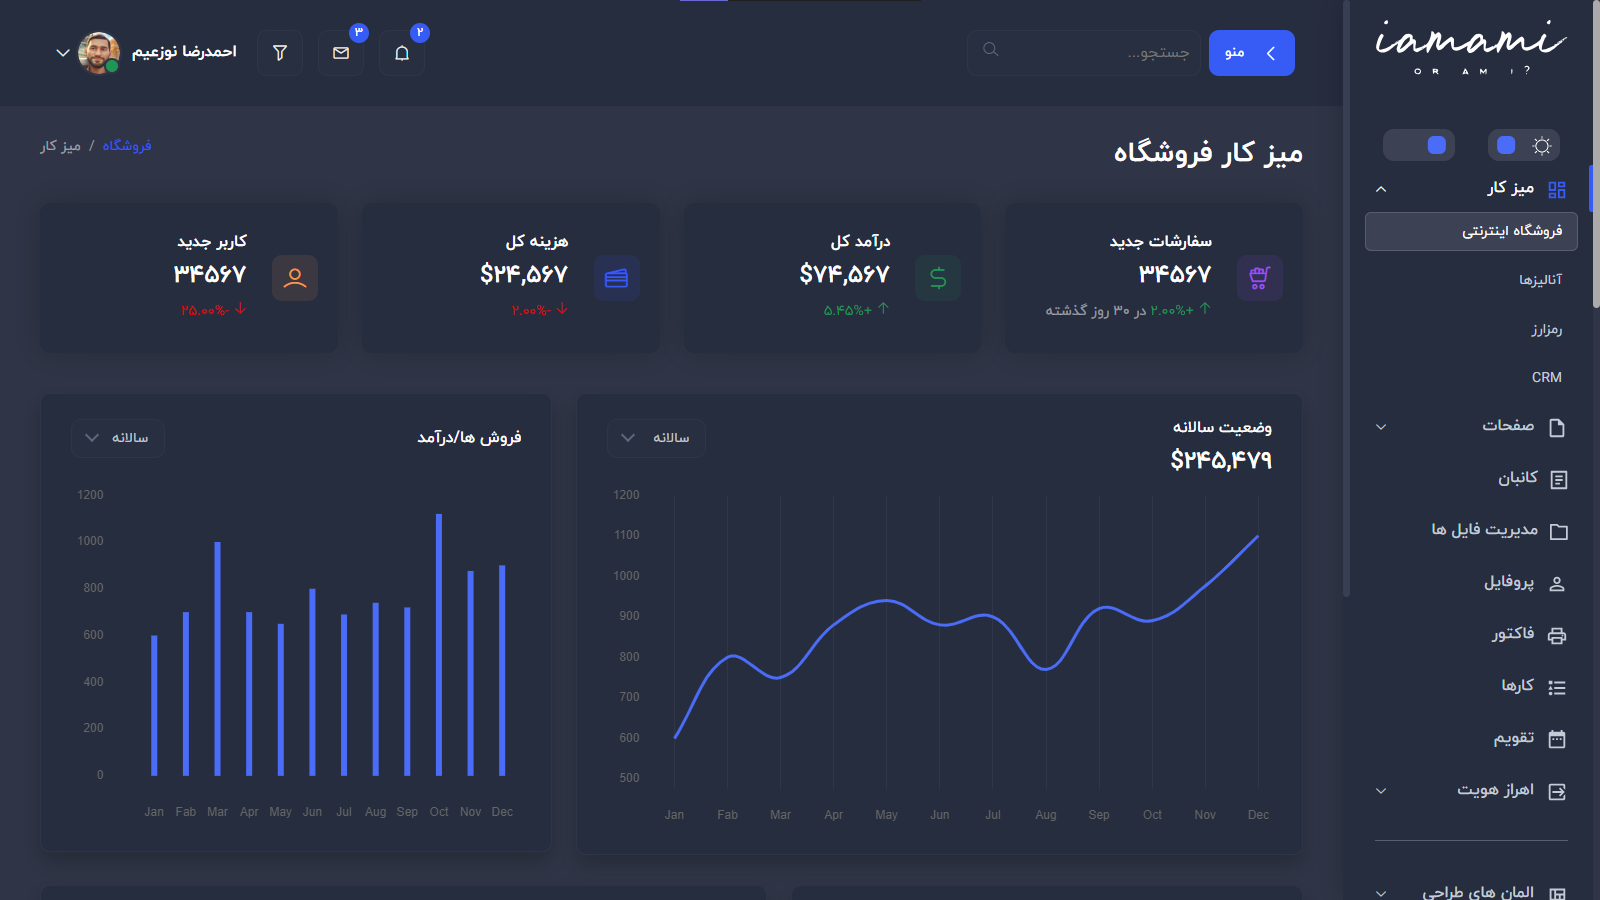 iamami
OR AM I?
منو
جستجو...
۲
۳
احمدرضا نوزعیم
میز کار
فروشگاه اینترنتی
آنالیزها
رمزارز
CRM
صفحات
کانبان
مدیریت فایل ها
پروفایل
فاکتور
کارها
تقویم
اهراز هویت
المان های طراحی
میز کار فروشگاه
فروشگاه / میز کار
سفارشات جدید
۳۴۵۶۷
+۲.۰۰% در ۳۰ روز گذشته
درآمد کل
$۷۴,۵۶۷
+۵.۴۵%
هزینه کل
$۲۴,۵۶۷
-۲.۰۰%
کاربر جدید
۳۴۵۶۷
-۲۵.۰۰%
وضعیت سالانه
$۲۴۵,۴۷۹
سالانه
1200
1100
1000
900
800
700
600
500
Jan Fab Mar Apr May Jun Jul Aug Sep Oct Nov Dec
فروش ها/درآمد
سالانه
1200
1000
800
600
400
200
0
Jan Fab Mar Apr May Jun Jul Aug Sep Oct Nov Dec